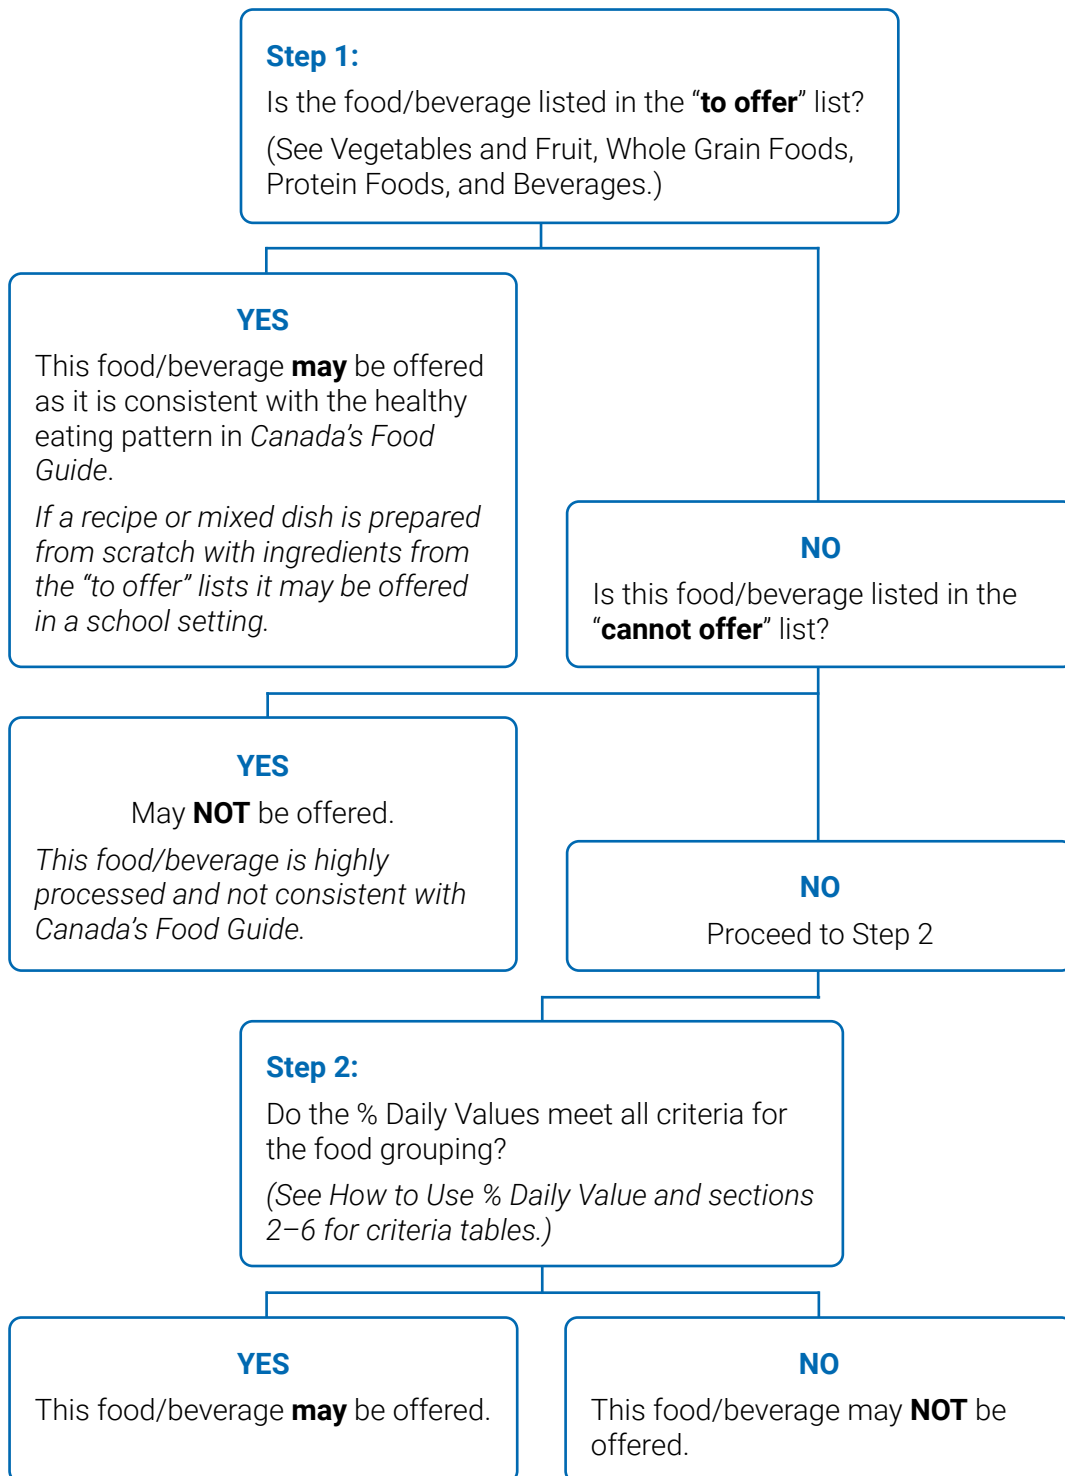 Step 1:
Is the food/beverage listed in the “to offer” list?
(See Vegetables and Fruit, Whole Grain Foods,
Protein Foods, and Beverages.)
YES
This food/beverage may be offered
as it is consistent with the healthy
eating pattern in Canada’s Food
Guide.
If a recipe or mixed dish is prepared
from scratch with ingredients from
the “to offer” lists it may be offered
in a school setting.
NO
Is this food/beverage listed in the
“cannot offer” list?
YES
May NOT be offered.
This food/beverage is highly
processed and not consistent with
Canada’s Food Guide.
NO
Proceed to Step 2
Step 2:
Do the % Daily Values meet all criteria for
the food grouping?
(See How to Use % Daily Value and sections
2–6 for criteria tables.)
YES
This food/beverage may be offered.
NO
This food/beverage may NOT be
offered.